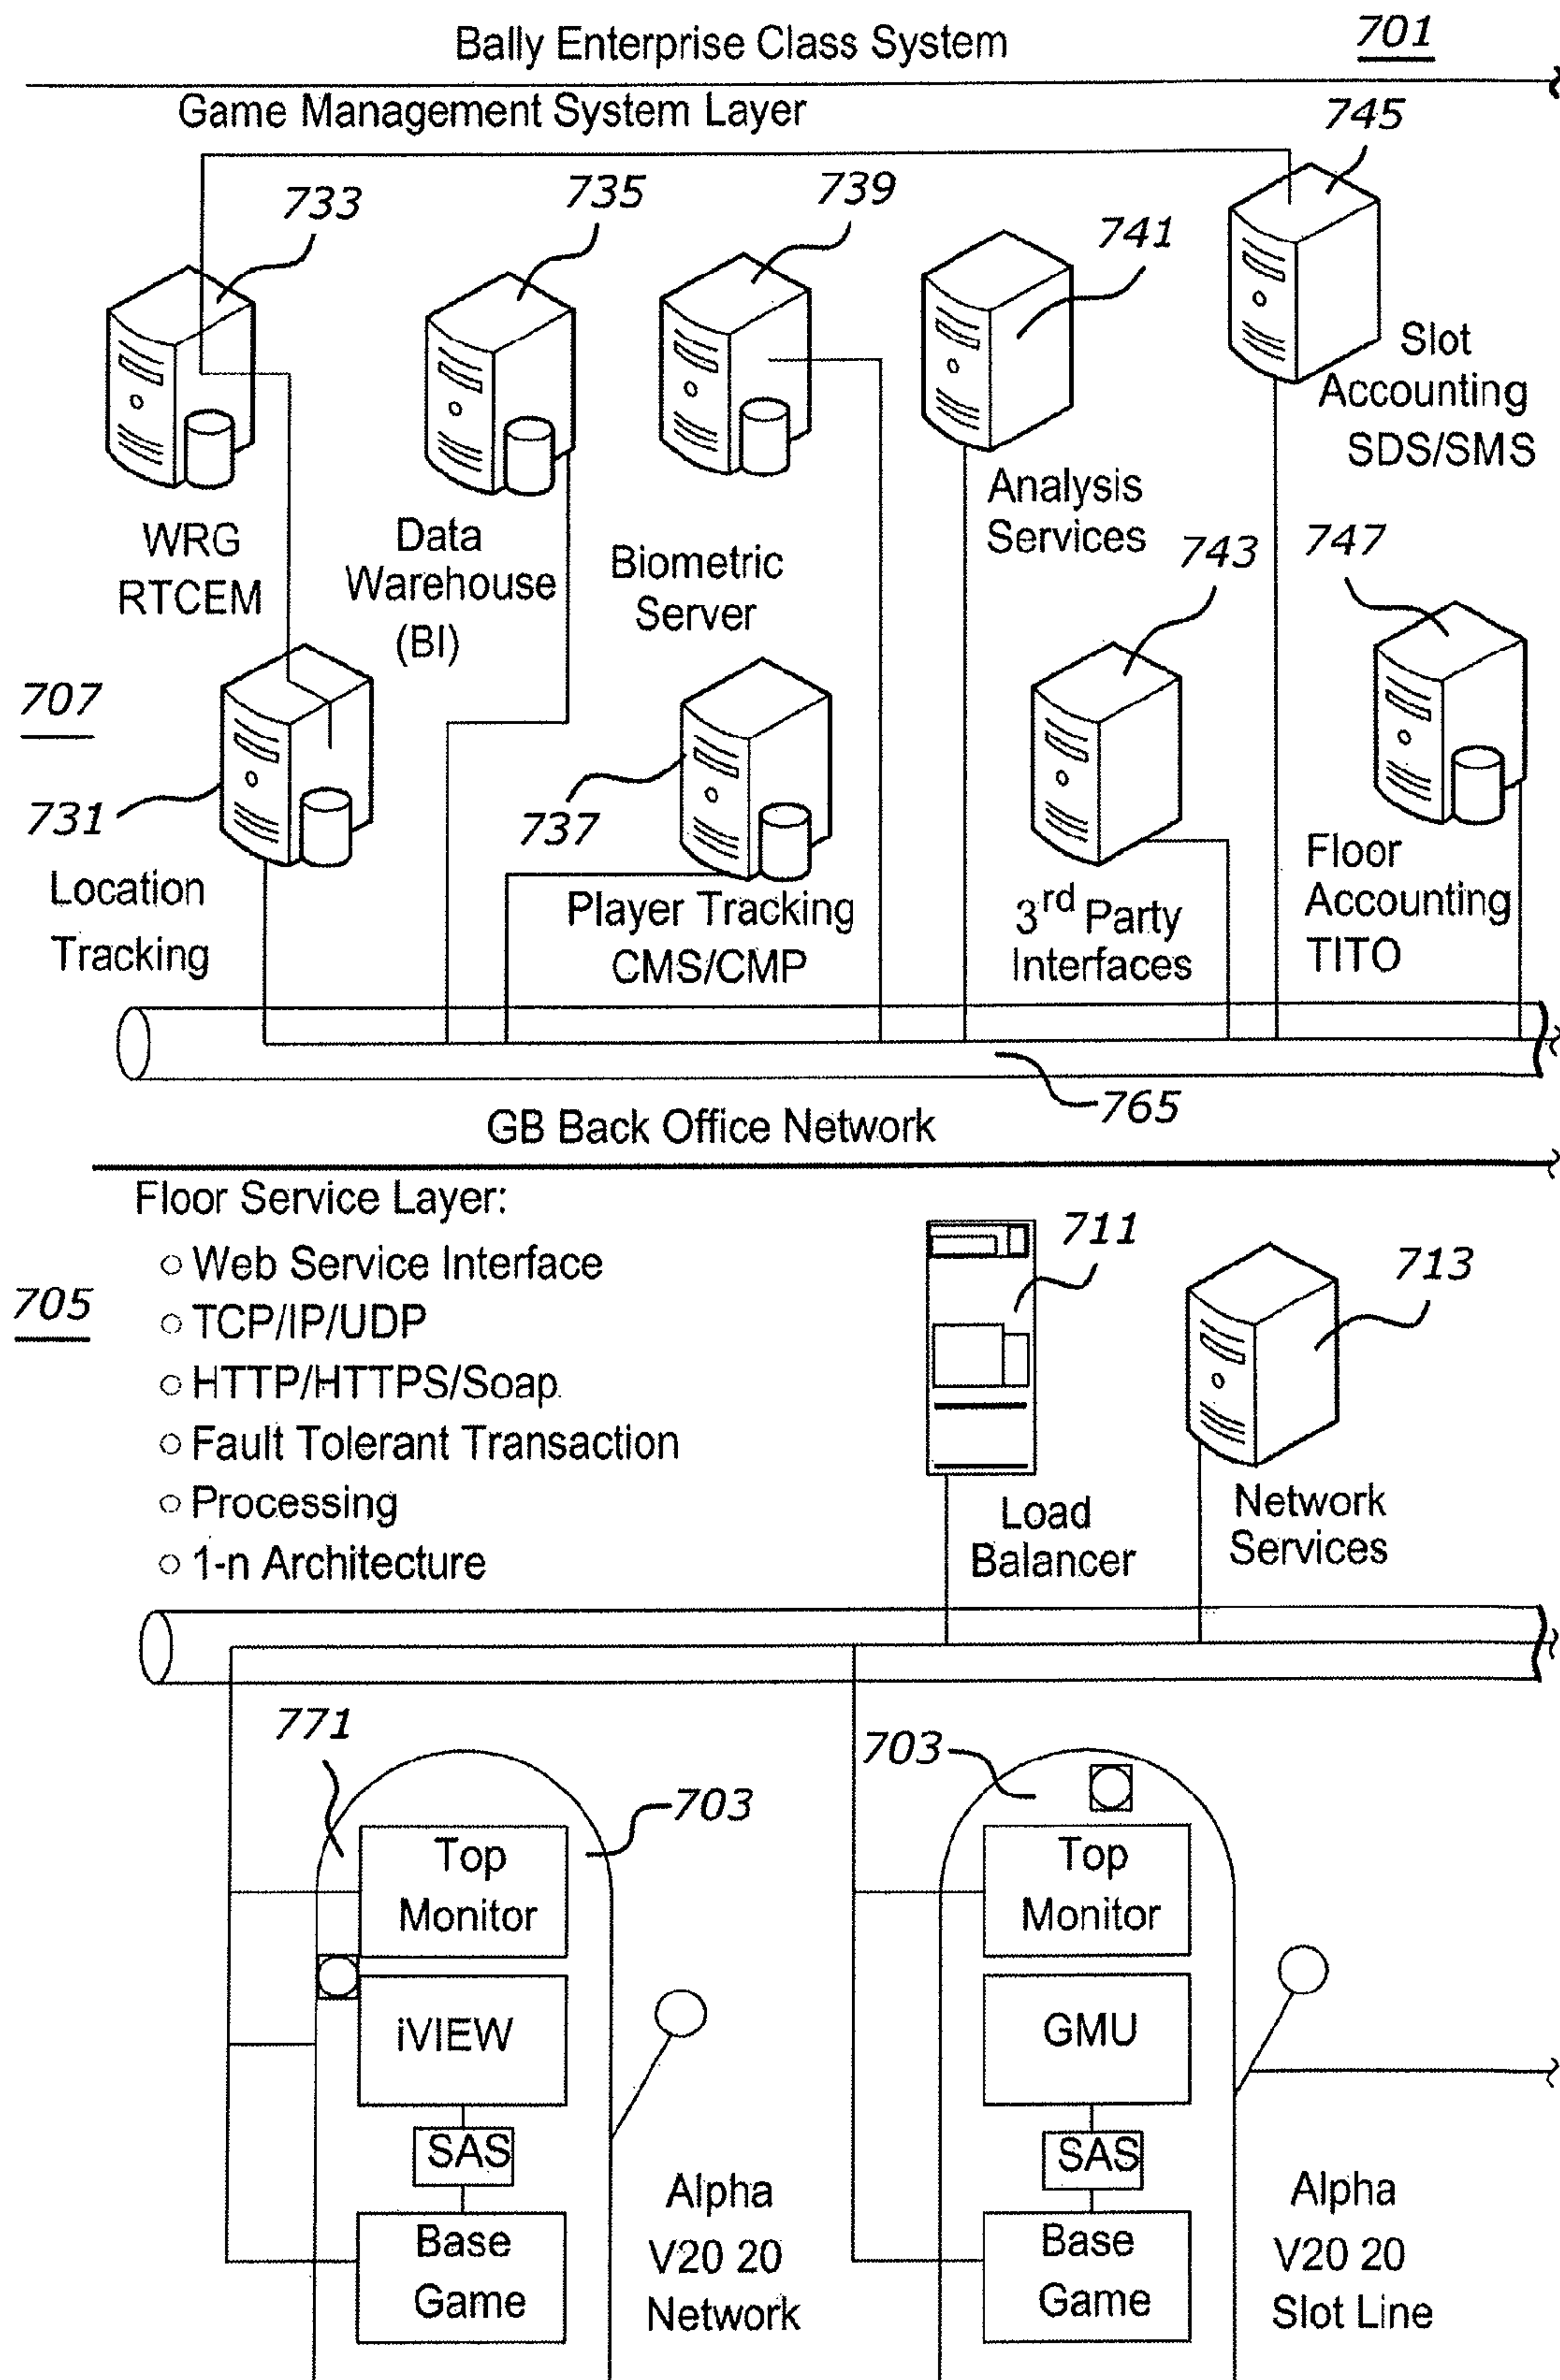 Bally Enterprise Class System
701
Game Management System Layer
745
733
735
739
741
Slot
Accounting
SDS/SMS
WRG
RTCEM
Data
Warehouse
(BI)
Biometric
Server
Analysis
Services
743
747
707
731
737
Location
Tracking
Player Tracking
CMS/CMP
3rd Party
Interfaces
Floor
Accounting
TITO
765
GB Back Office Network
Floor Service Layer:
705
○ Web Service Interface
○ TCP/IP/UDP
○ HTTP/HTTPS/Soap
○ Fault Tolerant Transaction
○ Processing
○ 1-n Architecture
711
713
Load
Balancer
Network
Services
771
703
703
Top
Monitor
iVIEW
SAS
Base
Game
Alpha
V20 20
Network
Top
Monitor
GMU
SAS
Base
Game
Alpha
V20 20
Slot Line